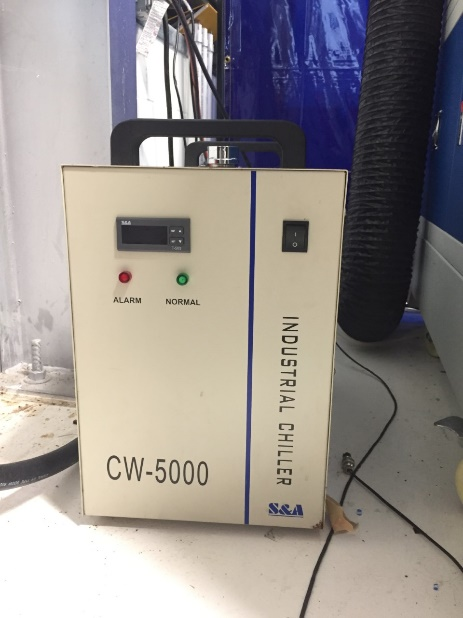 S&A
ALARM
NORMAL
INDUSTRIAL CHILLER
CW-5000
S&A